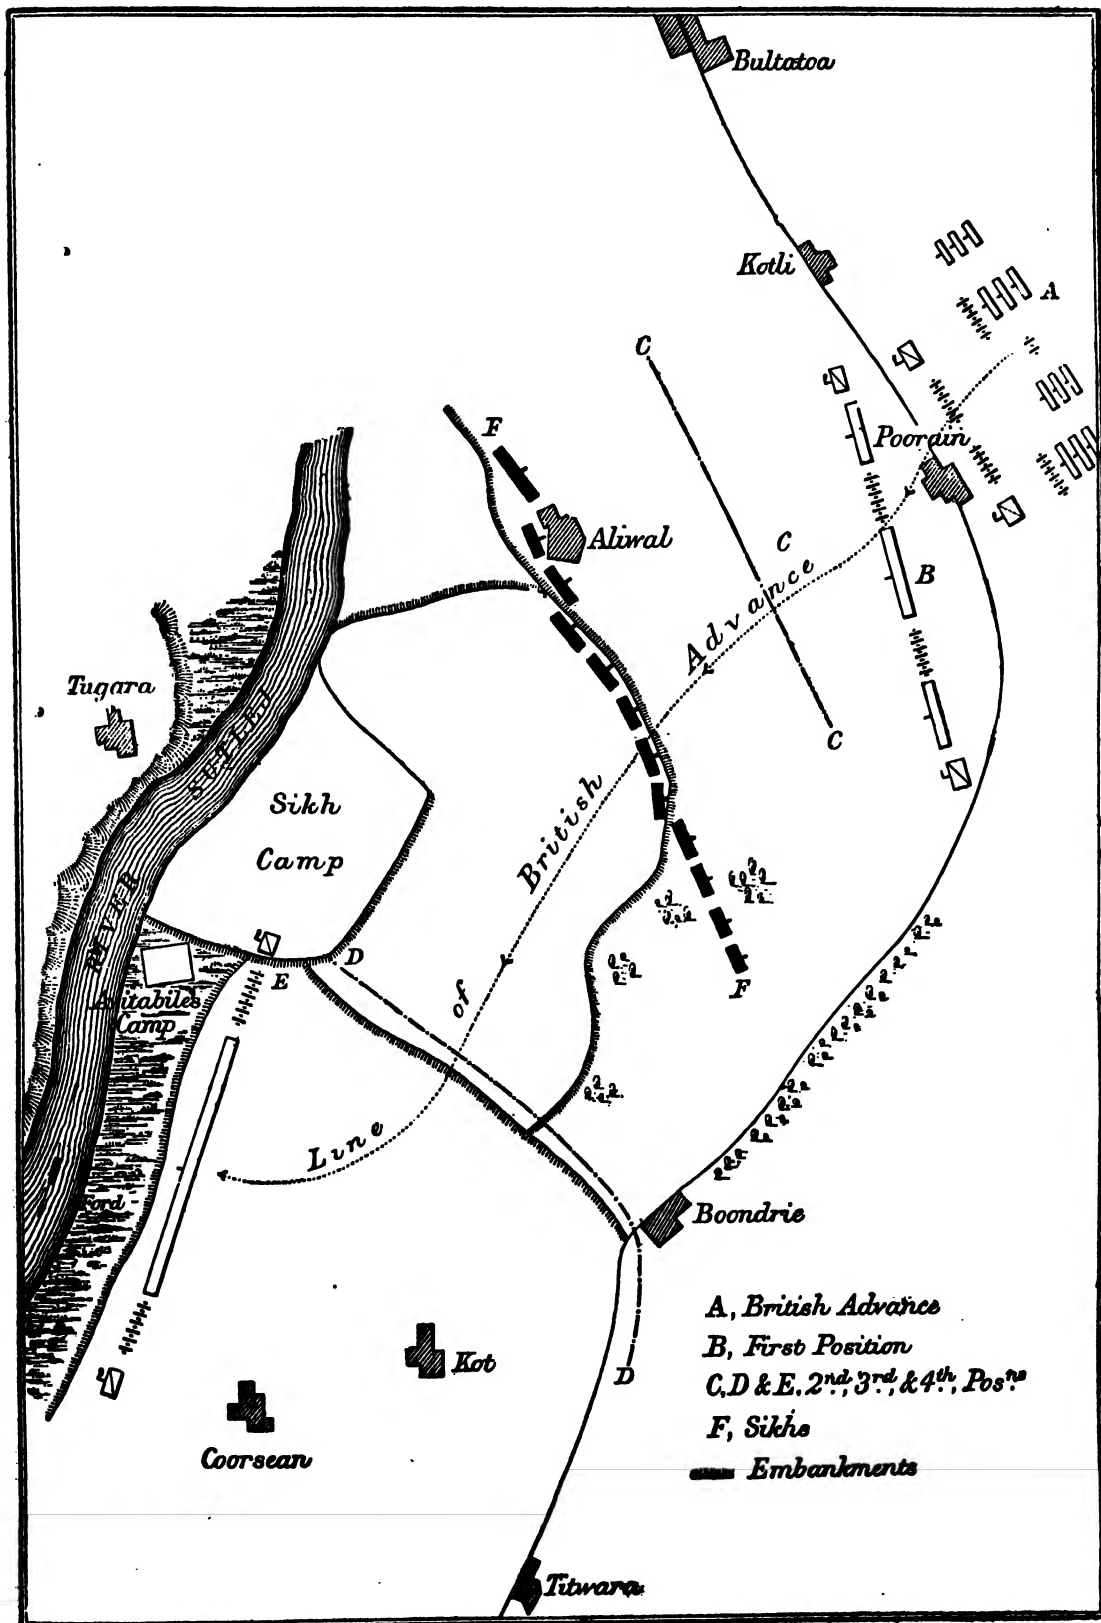 Bultatoa
Kotli
A
C
F
Poorain
Aliwal
C
B
Advance
Tugara
RIVER SUTLEJ
C
Sikh
Camp
British
D
E
F
Avitabile's
Camp
of
Line
Ford
Boondrie
A, British Advance
B, First Position
C, D & E. 2nd, 3rd, & 4th, Posns
F, Sikhs
Embankments
Kot
D
Coorsean
Titwara